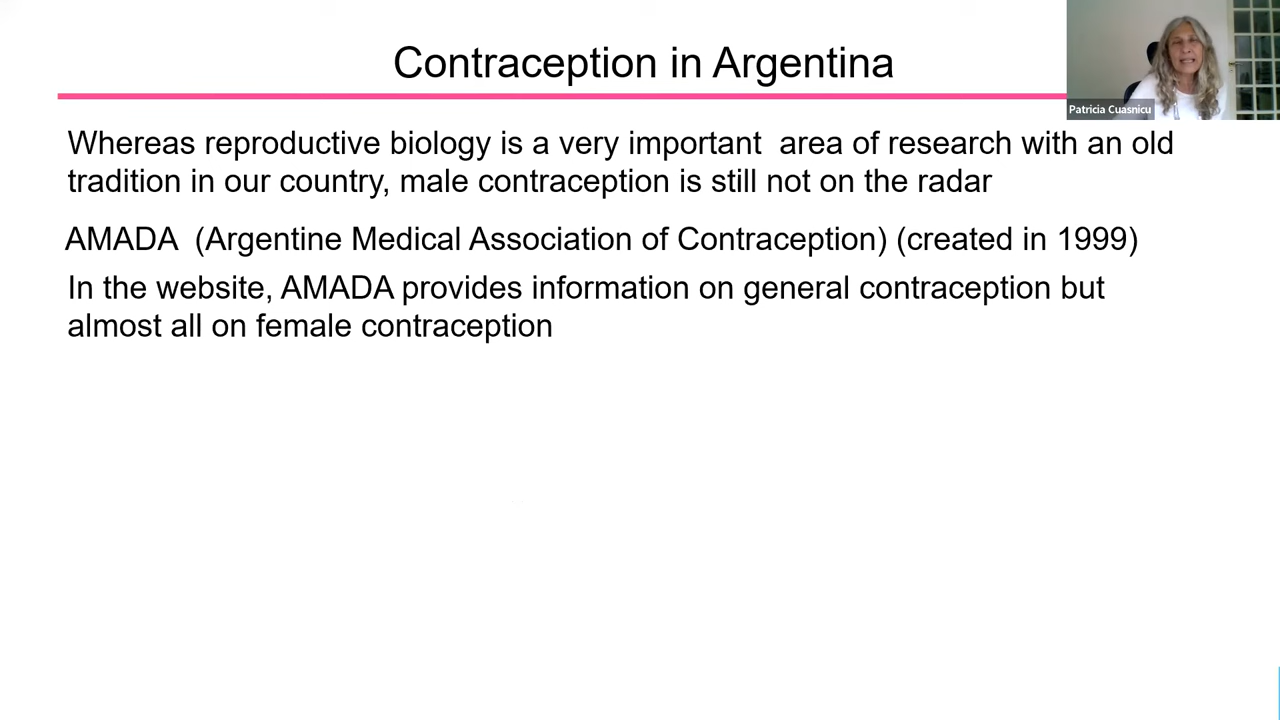 Contraception in Argentina
Patricia Cuasnicu
Whereas reproductive biology is a very important  area of research with an old
tradition in our country, male contraception is still not on the radar
AMADA  (Argentine Medical Association of Contraception) (created in 1999)
In the website, AMADA provides information on general contraception but
almost all on female contraception